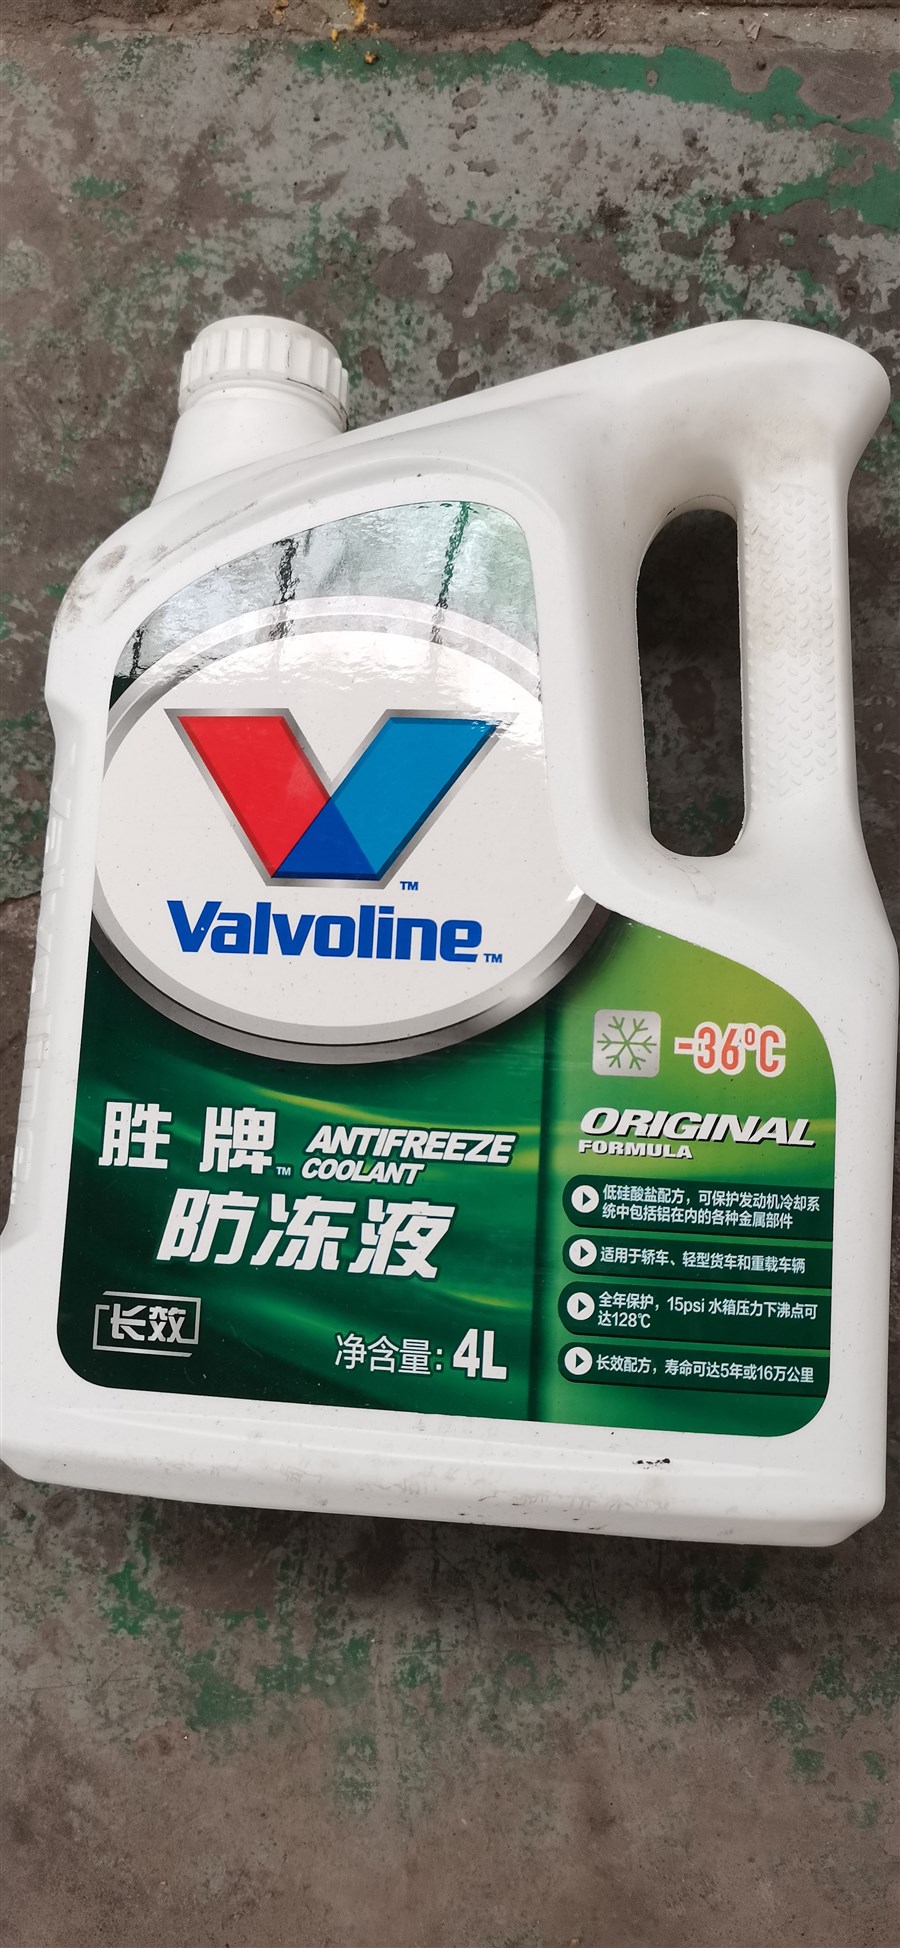 Valvoline™
-36°C
胜牌™ ANTIFREEZE
COOLANT
防冻液
长效
净含量: 4L
ORIGINAL
FORMULA
低硅酸盐配方，可保护发动机冷却系
统中包括铝在内的各种金属部件
适用于轿车、轻型货车和重载车辆
全年保护，15psi 水箱压力下沸点可
达128℃
长效配方，寿命可达5年或16万公里